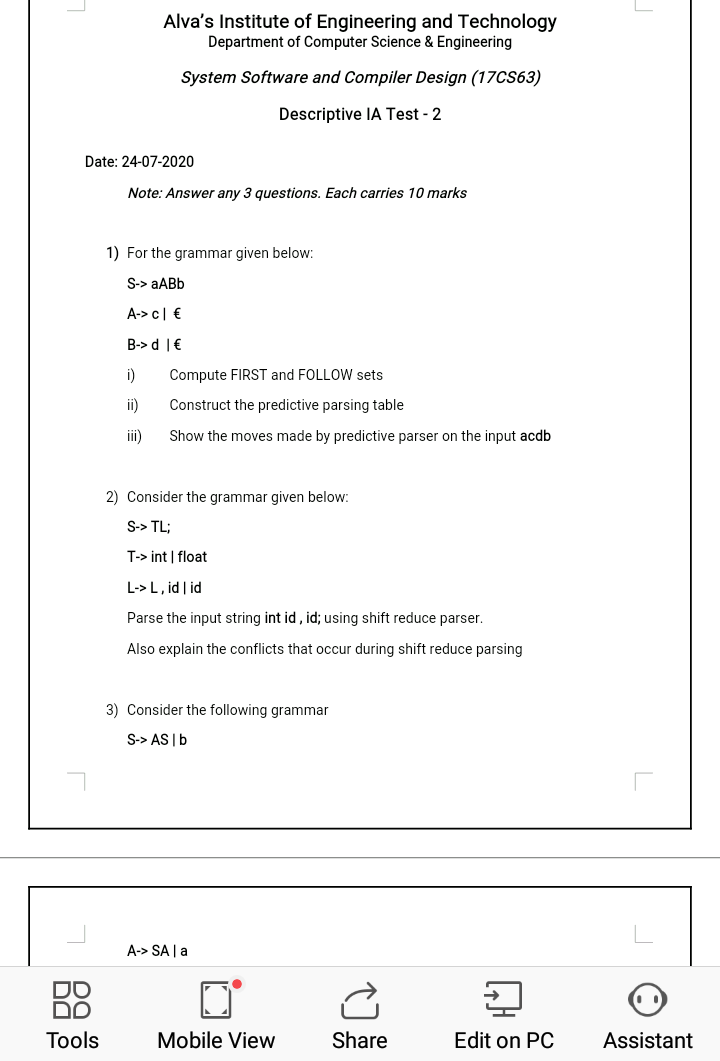 Alva's Institute of Engineering and Technology
Department of Computer Science & Engineering
System Software and Compiler Design (17CS63)
Descriptive IA Test - 2
Date: 24-07-2020
Note: Answer any 3 questions. Each carries 10 marks
1) For the grammar given below:
S-> aABb
A-> c | €
B-> d | €
i) Compute FIRST and FOLLOW sets
ii) Construct the predictive parsing table
iii) Show the moves made by predictive parser on the input acdb
2) Consider the grammar given below:
S-> TL;
T-> int | float
L-> L , id | id
Parse the input string int id , id; using shift reduce parser.
Also explain the conflicts that occur during shift reduce parsing
3) Consider the following grammar
S-> AS | b
A-> SA | a
Tools Mobile View Share Edit on PC Assistant